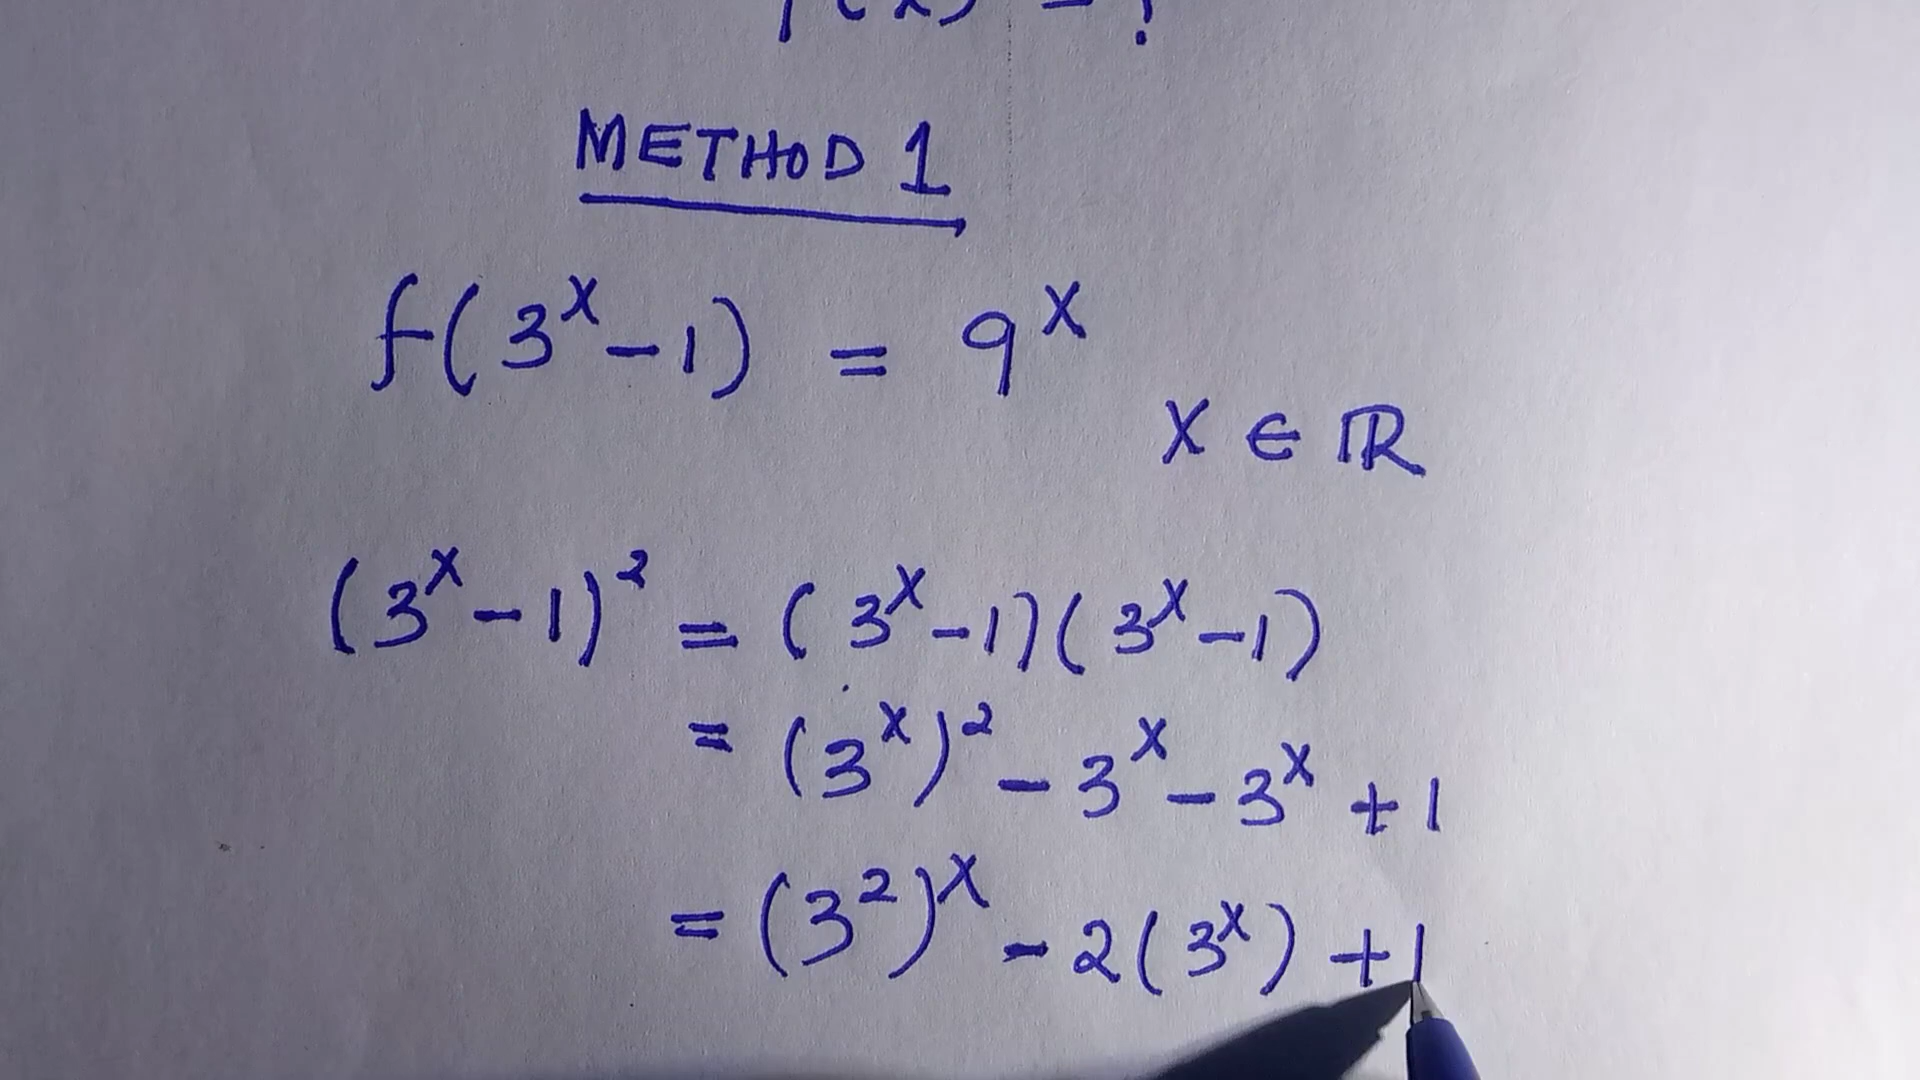 f(x) = ?
METHOD 1
f(3^x - 1) = 9^x
x ∈ ℝ
(3^x - 1)^2 = (3^x - 1)(3^x - 1)
= (3^x)^2 - 3^x - 3^x + 1
= (3^2)^x - 2(3^x) + 1